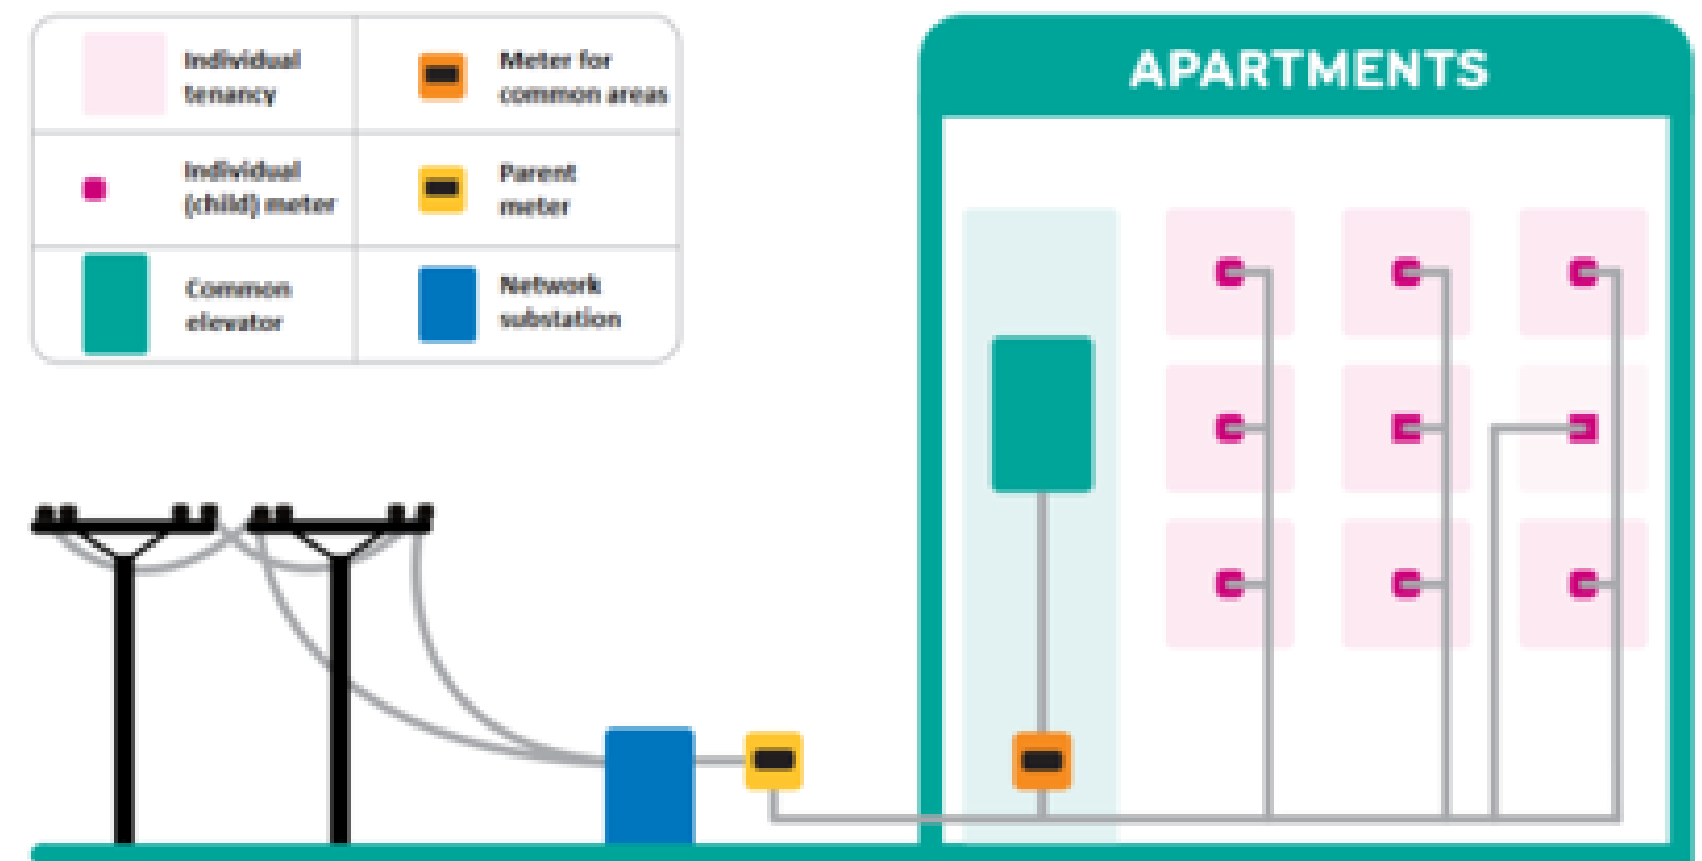 Individual
tenancy
Meter for
common areas
Individual
(child) meter
Parent
meter
Common
elevator
Network
substation
APARTMENTS